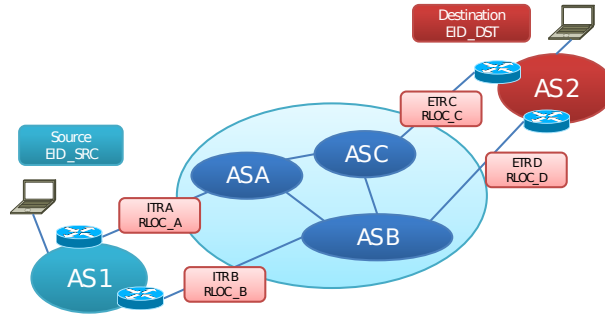 Destination
EID_DST
AS2
ETRC
RLOC_C
Source
EID_SRC
ASC
ETRD
RLOC_D
ASA
ITRA
RLOC_A
ASB
AS1
ITRB
RLOC_B